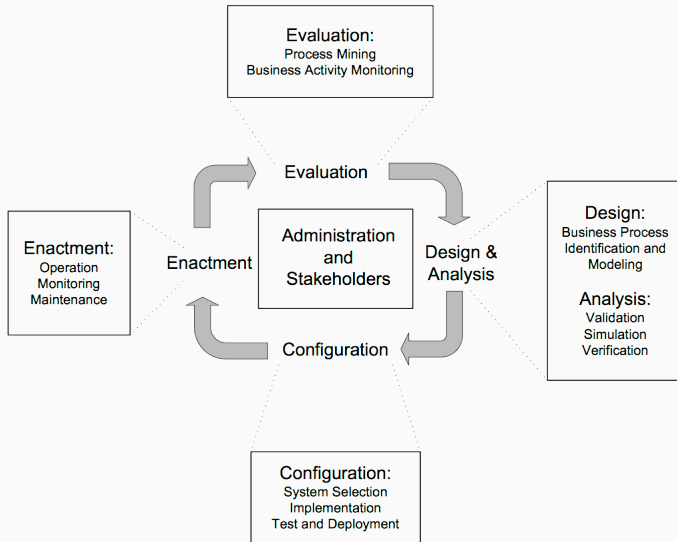 Evaluation:
Process Mining
Business Activity Monitoring
Evaluation
Enactment:
Operation
Monitoring
Maintenance
Enactment
Administration
and
Stakeholders
Design &
Analysis
Design:
Business Process
Identification and
Modeling
Analysis:
Validation
Simulation
Verification
Configuration
Configuration:
System Selection
Implementation
Test and Deployment